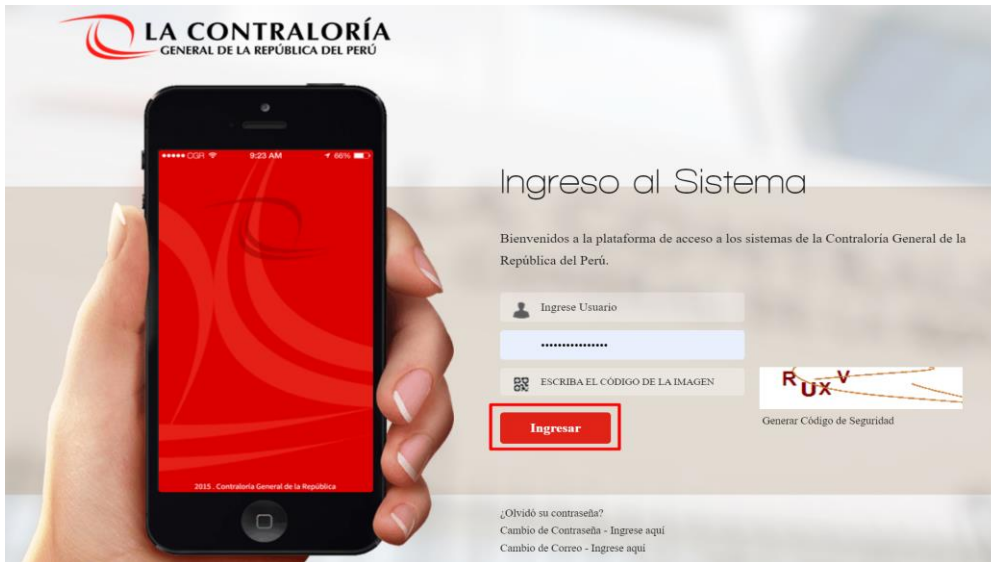 LA CONTRALORÍA
GENERAL DE LA REPÚBLICA DEL PERÚ
CGR 9:23 AM 66%
2015 . Contraloría General de la República
Ingreso al Sistema
Bienvenidos a la plataforma de acceso a los sistemas de la Contraloría General de la
República del Perú.
Ingrese Usuario
••••••••••••••••
ESCRIBA EL CÓDIGO DE LA IMAGEN
RUXV
Ingresar
Generar Código de Seguridad
¿Olvidó su contraseña?
Cambio de Contraseña - Ingrese aquí
Cambio de Correo - Ingrese aquí